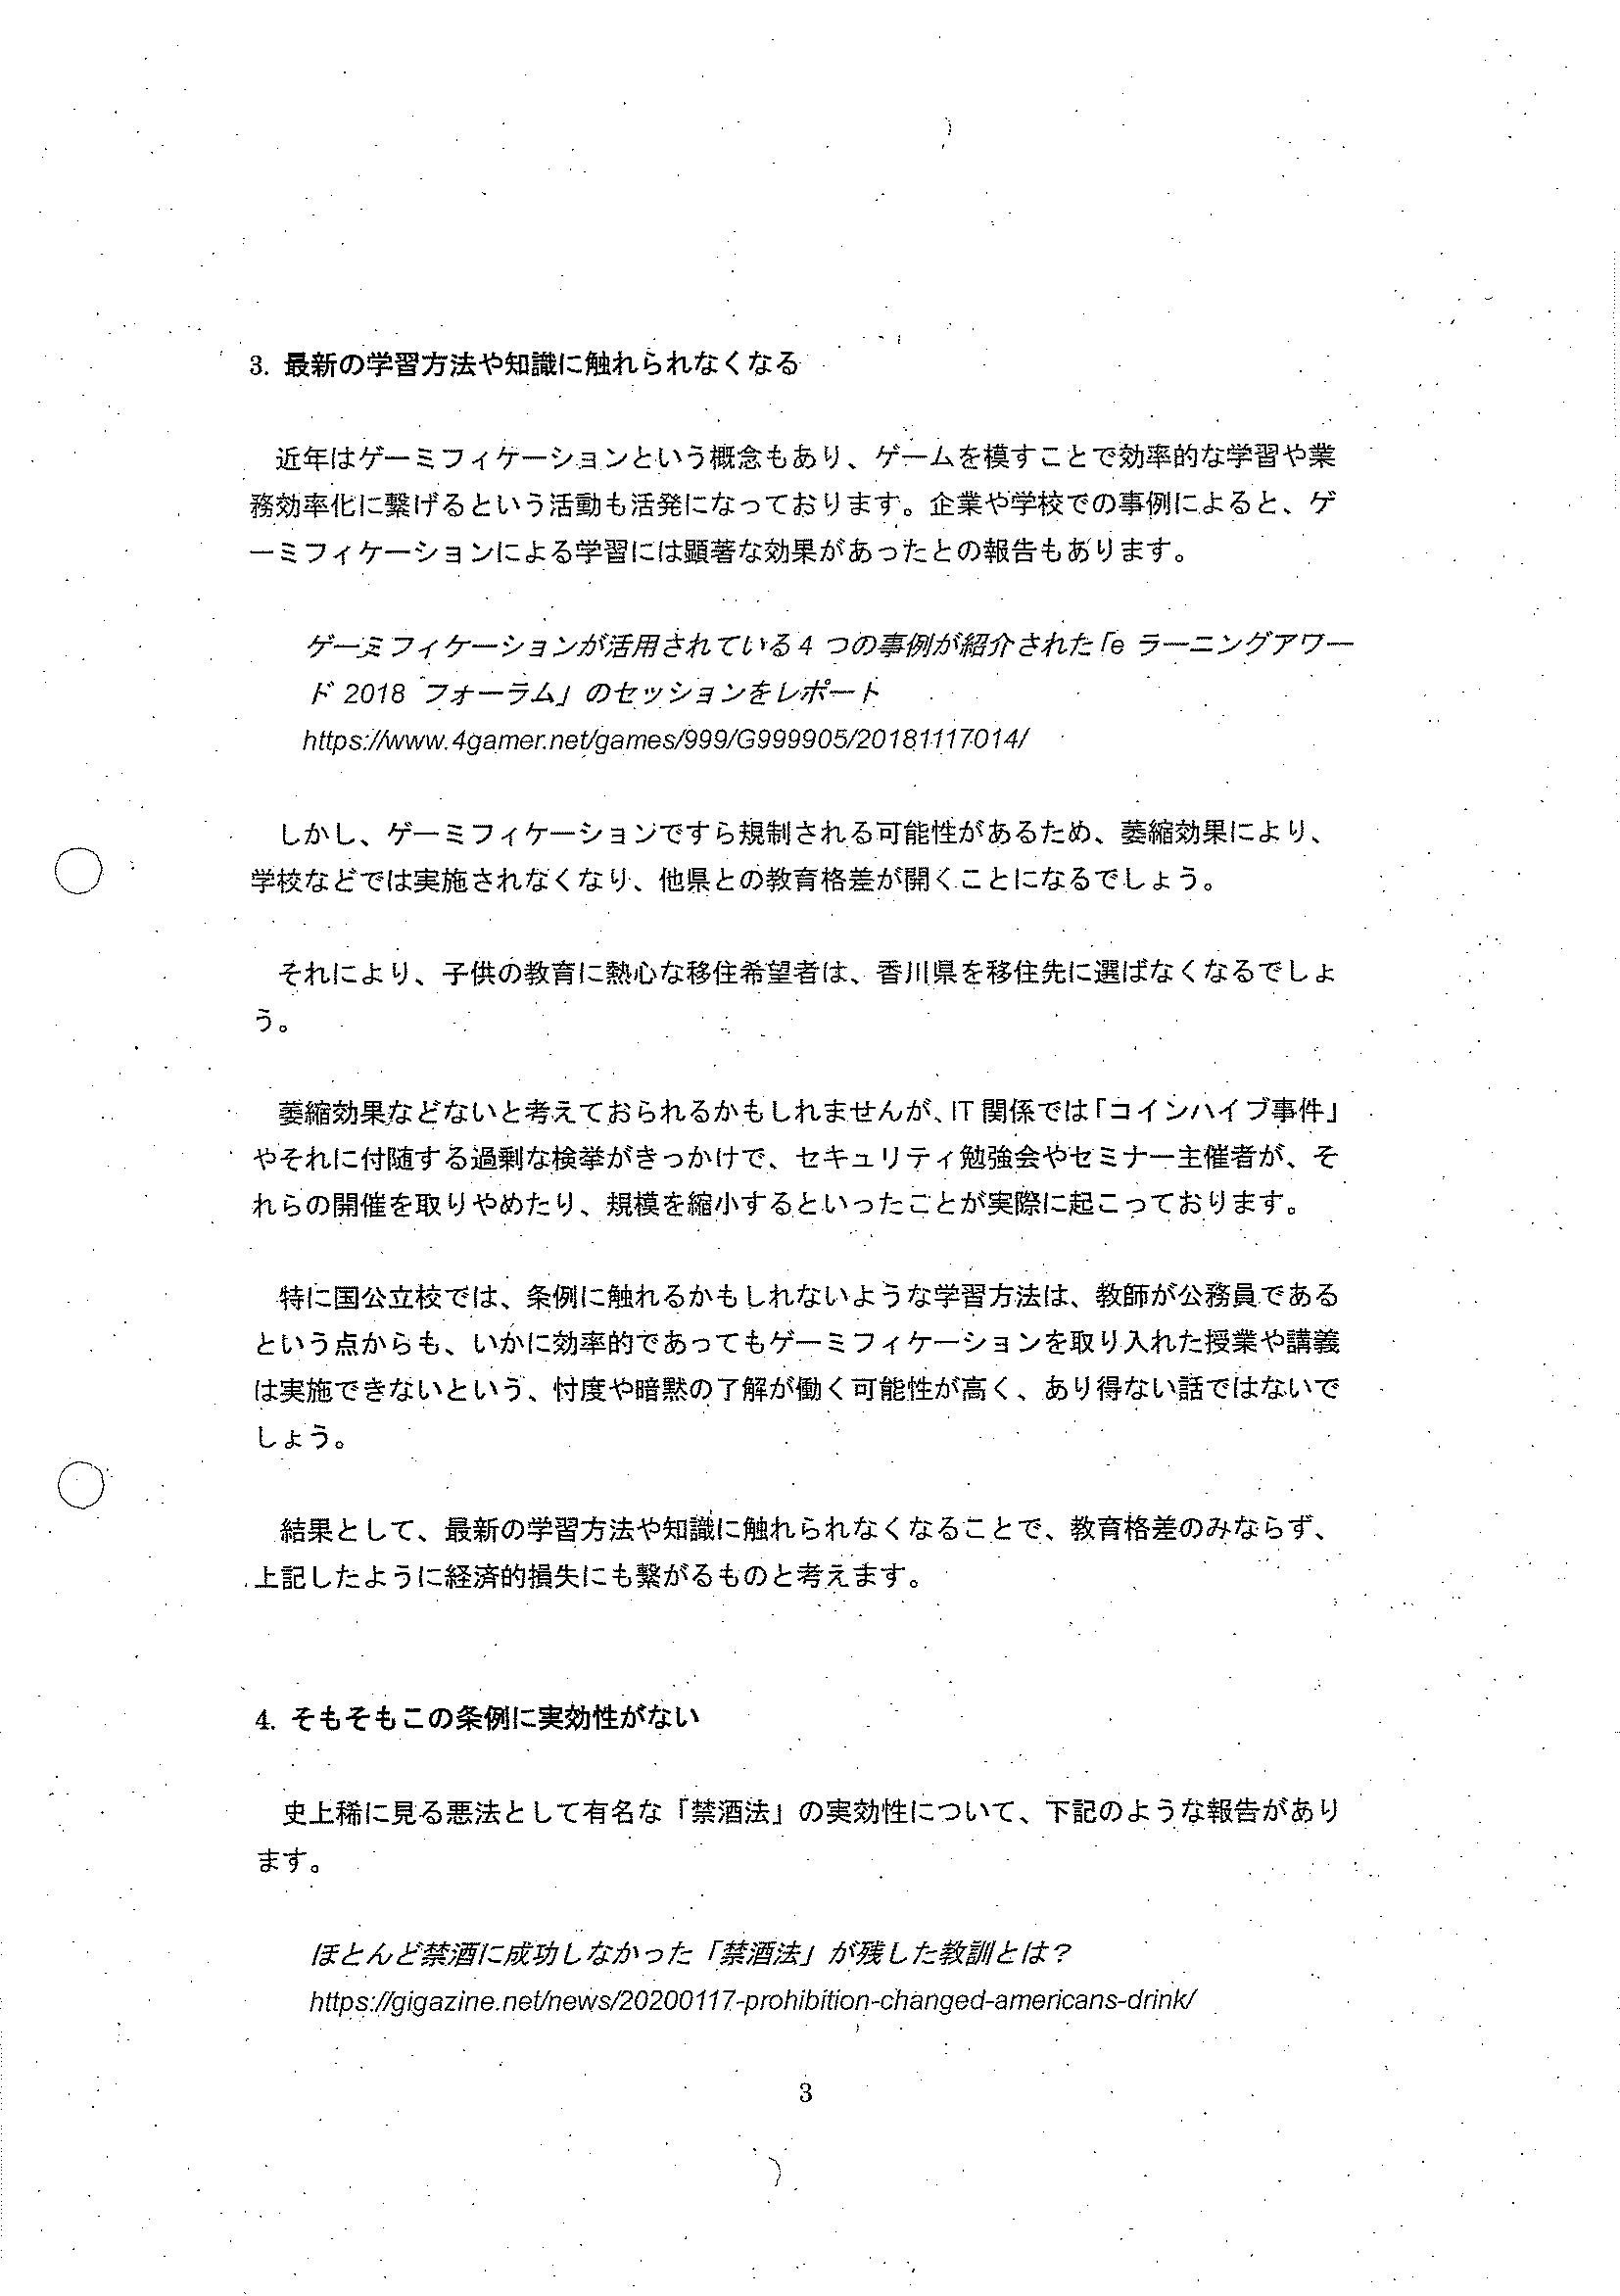 3. 最新の学習方法や知識に触れられなくなる
近年はゲーミフィケーションという概念もあり、ゲームを模すことで効率的な学習や業
務効率化に繋げるという活動も活発になっております。企業や学校での事例によると、ゲ
ーミフィケーションによる学習には顕著な効果があったとの報告もあります。
ゲーミフィケーションが活用されている4 つの事例が紹介された「e ラーニングアワー
ド 2018 フォーラム」のセッションをレポート
https://www.4gamer.net/games/999/G999905/20181117014/
しかし、ゲーミフィケーションですら規制される可能性があるため、萎縮効果により、
学校などでは実施されなくなり、他県との教育格差が開くことになるでしょう。
それにより、子供の教育に熱心な移住希望者は、香川県を移住先に選ばなくなるでしょ
う。
萎縮効果などないと考えておられるかもしれませんが、IT 関係では「コインハイブ事件」
やそれに付随する過剰な検挙がきっかけで、セキュリティ勉強会やセミナー主催者が、そ
れらの開催を取りやめたり、規模を縮小するといったことが実際に起こっております。
特に国公立校では、条例に触れるかもしれないような学習方法は、教師が公務員である
という点からも、いかに効率的であってもゲーミフィケーションを取り入れた授業や講義
は実施できないという、忖度や暗黙の了解が働く可能性が高く、あり得ない話ではないで
しょう。
結果として、最新の学習方法や知識に触れられなくなることで、教育格差のみならず、
上記したように経済的損失にも繋がるものと考えます。
4. そもそもこの条例に実効性がない
史上稀に見る悪法として有名な「禁酒法」の実効性について、下記のような報告があり
ます。
ほとんど禁酒に成功しなかった「禁酒法」が残した教訓とは？
https://gigazine.net/news/20200117-prohibition-changed-americans-drink/
3